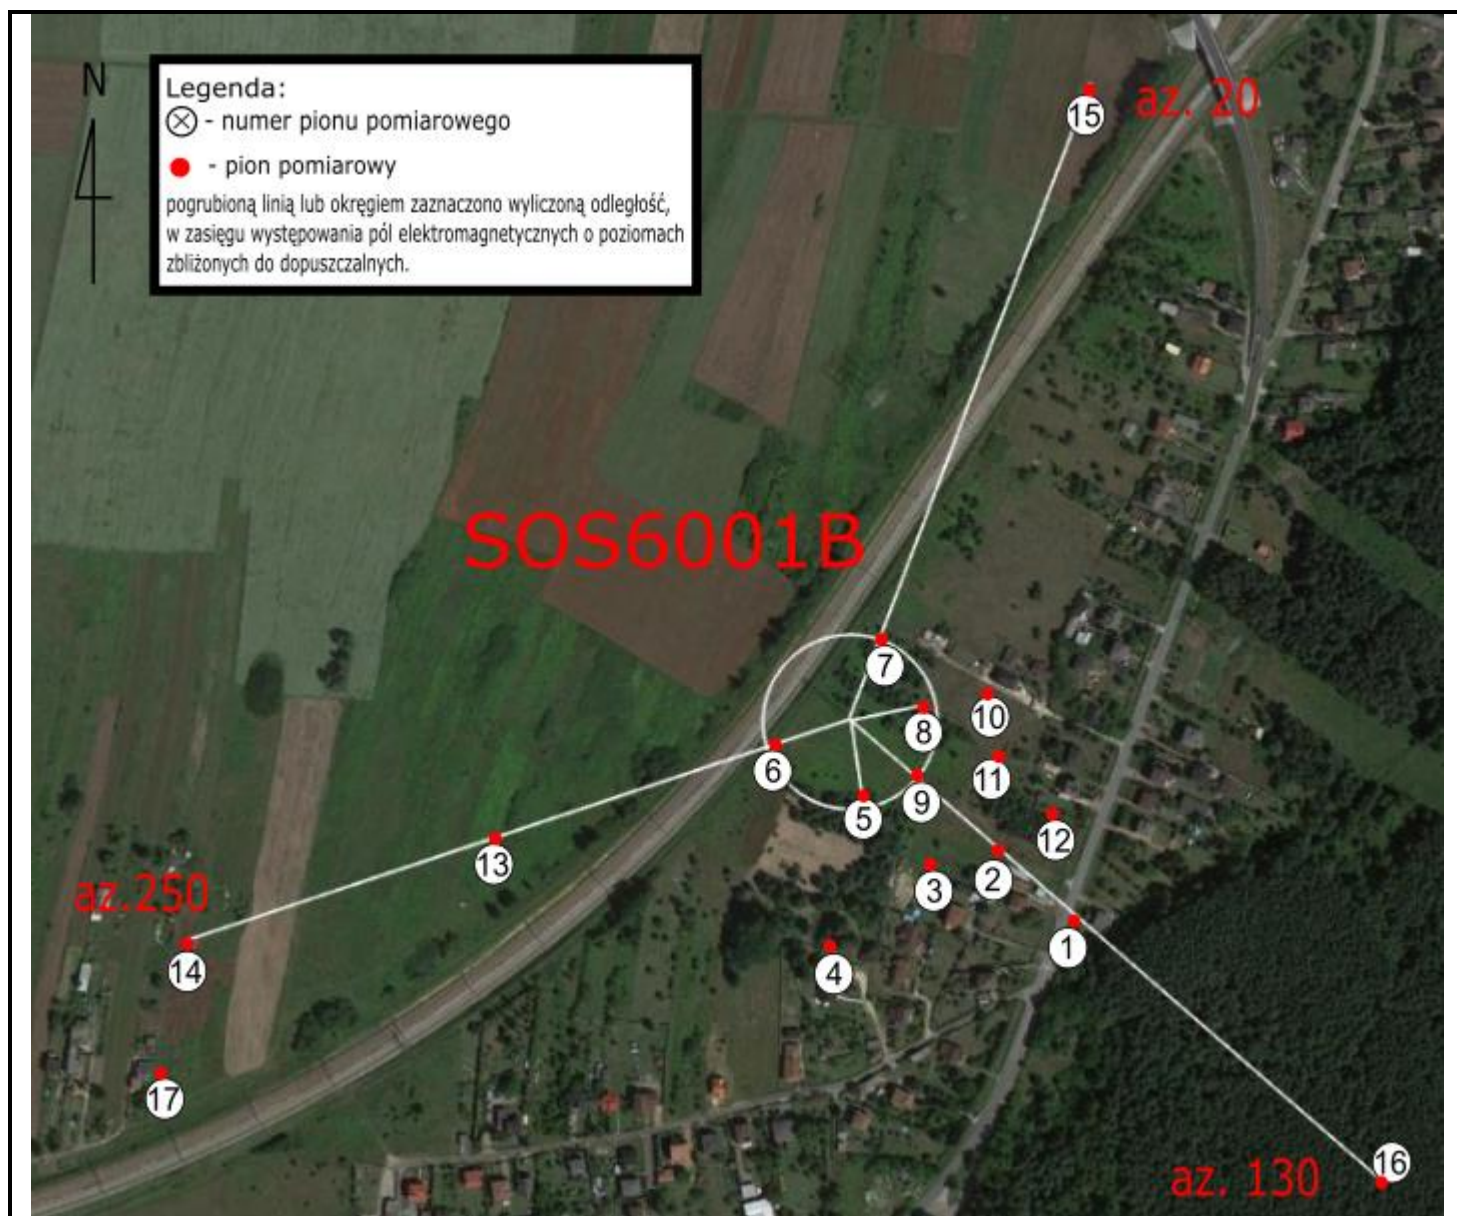 N
Legenda:
- numer pionu pomiarowego
- pion pomiarowy
pogrubioną linią lub okręgiem zaznaczono wyliczoną odległość,
w zasięgu występowania pól elektromagnetycznych o poziomach
zbliżonych do dopuszczalnych.
15
az. 20
SOS6001B
7
8
10
6
11
9
5
12
13
2
3
az.250
1
14
4
17
16
az. 130